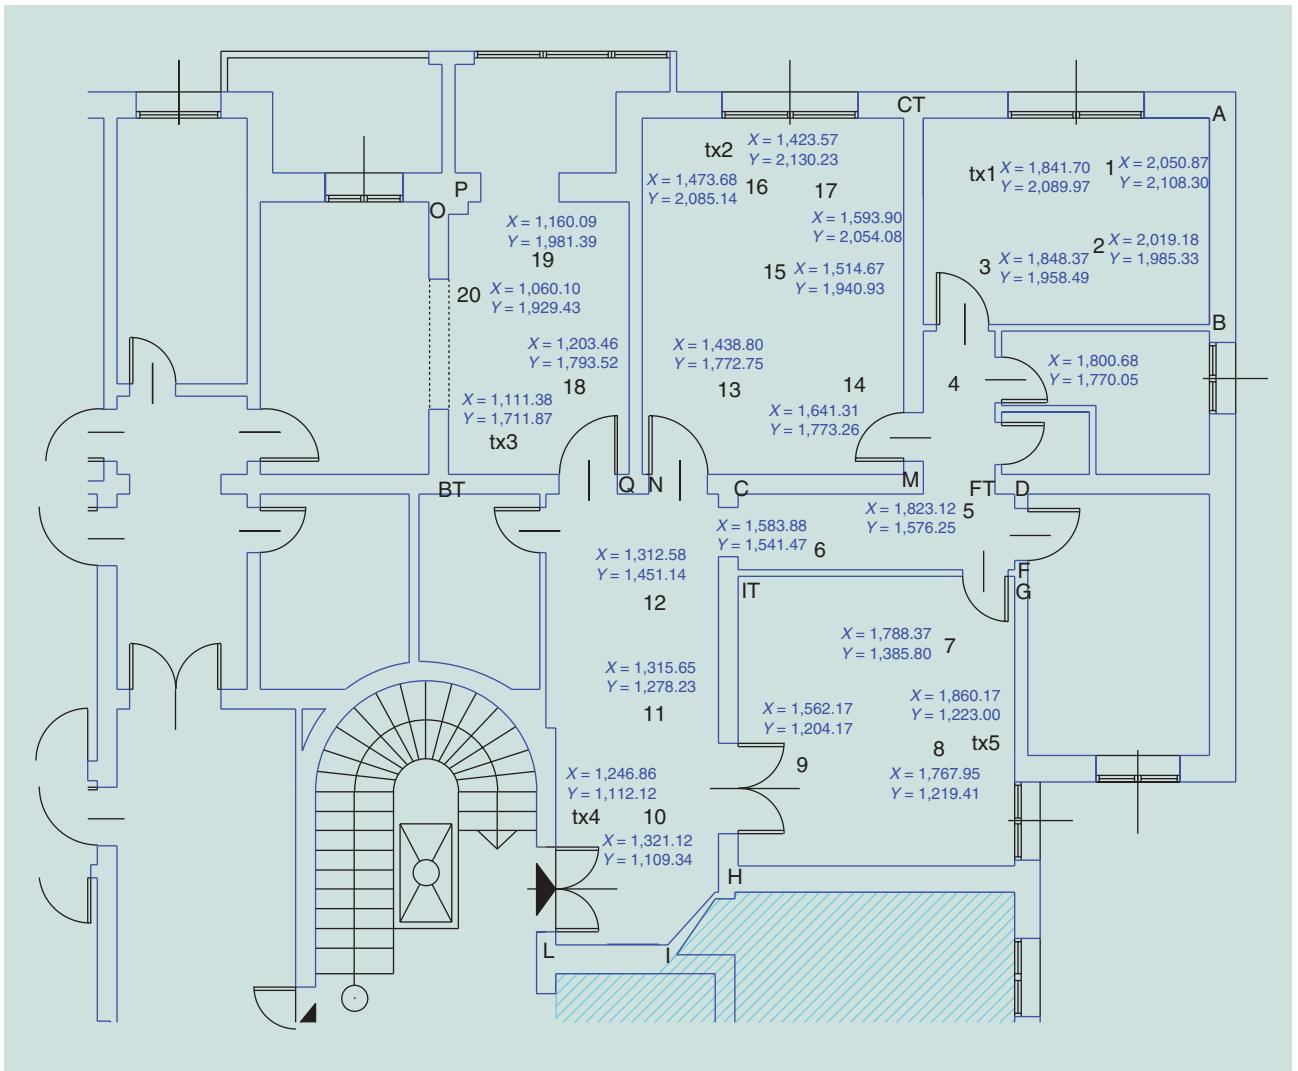 CT
A
tx2
X = 1,423.57
Y = 2,130.23
tx1
X = 1,841.70
Y = 2,089.97
1
X = 2,050.87
Y = 2,108.30
X = 1,473.68
Y = 2,085.14
16
17
P
O
X = 1,160.09
Y = 1,981.39
19
X = 1,593.90
Y = 2,054.08
2
X = 2,019.18
Y = 1,985.33
3
X = 1,848.37
Y = 1,958.49
15
X = 1,514.67
Y = 1,940.93
20
X = 1,060.10
Y = 1,929.43
B
X = 1,203.46
Y = 1,793.52
18
X = 1,438.80
Y = 1,772.75
13
14
4
X = 1,800.68
Y = 1,770.05
X = 1,111.38
Y = 1,711.87
tx3
X = 1,641.31
Y = 1,773.26
BT
Q
N
C
M
FT
D
X = 1,823.12
Y = 1,576.25
5
X = 1,583.88
Y = 1,541.47
6
X = 1,312.58
Y = 1,451.14
12
IT
F
G
X = 1,788.37
Y = 1,385.80
7
X = 1,315.65
Y = 1,278.23
11
X = 1,562.17
Y = 1,204.17
9
X = 1,860.17
Y = 1,223.00
8
tx5
X = 1,767.95
Y = 1,219.41
X = 1,246.86
Y = 1,112.12
tx4
10
X = 1,321.12
Y = 1,109.34
H
L
I